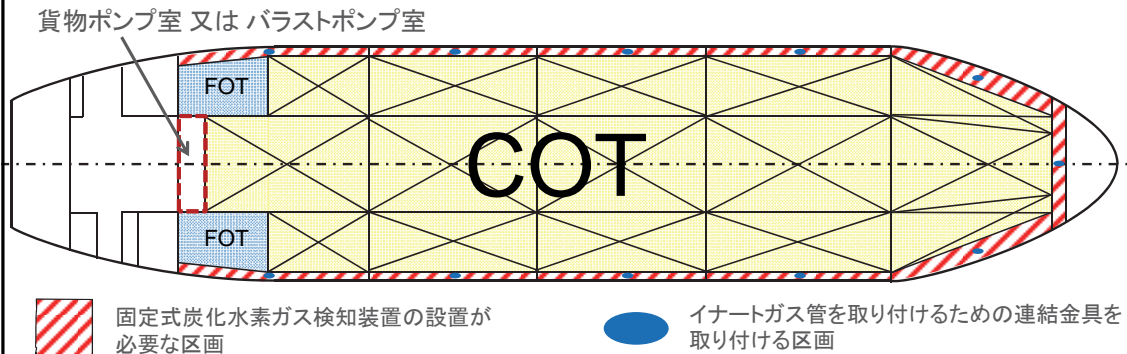 貨物ポンプ室 又は バラストポンプ室
FOT
COT
FOT
固定式炭化水素ガス検知装置の設置が
必要な区画
イナートガス管を取り付けるための連結金具を
取り付ける区画